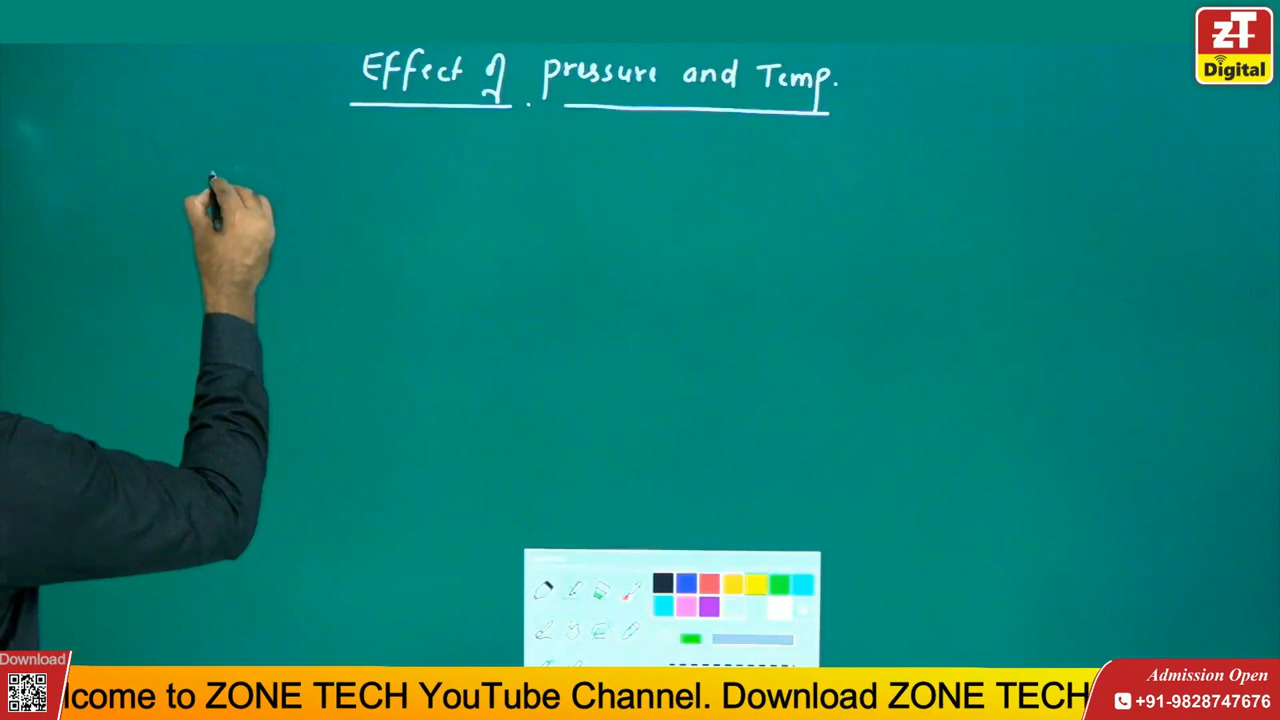 Effect of pressure and Temp.
ZT
Digital
Download
lcome to ZONE TECH YouTube Channel. Download ZONE TECH
Admission Open
+91-9828747676